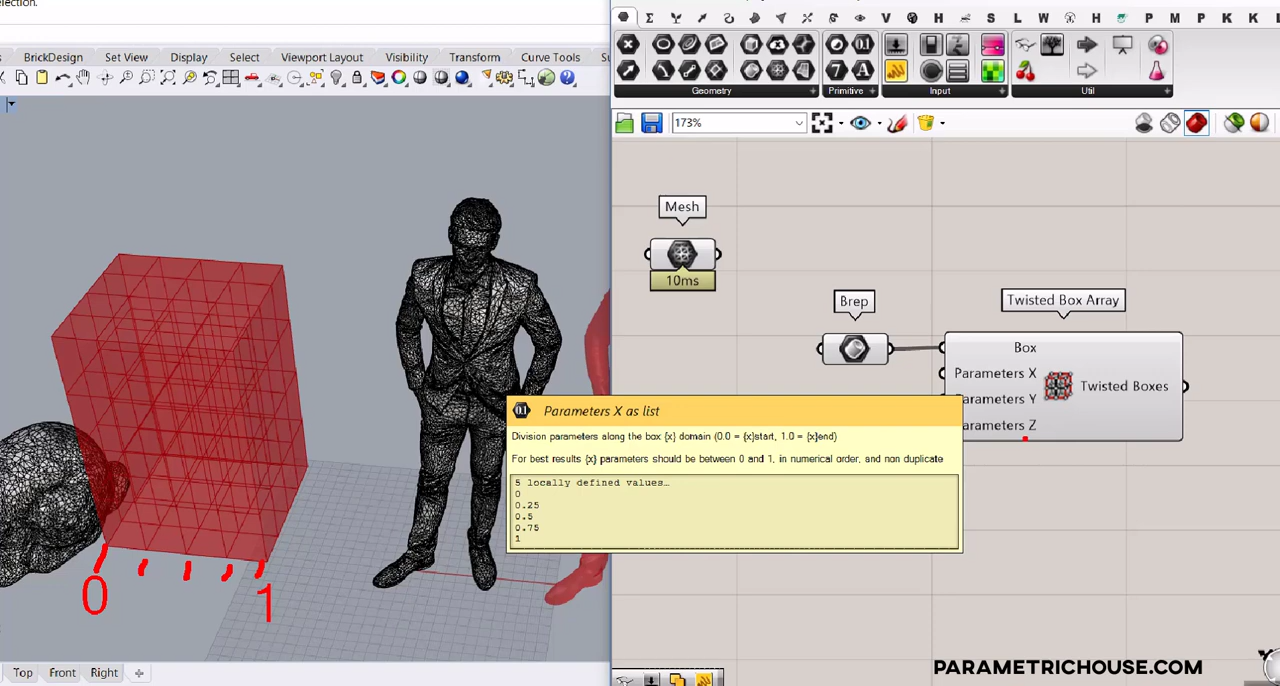 election.
BrickDesign Set View Display Select Viewport Layout Visibility Transform Curve Tools Su
V H S L W H P M P K K
Geometry Primitive Input Util
173%
Mesh
10ms
Brep
Twisted Box Array
Box
Parameters X
arameters Y
arameters Z
Twisted Boxes
Parameters X as list
Division parameters along the box {x} domain (0.0 = {x}start, 1.0 = {x}end)
For best results {x} parameters should be between 0 and 1, in numerical order, and non duplicate
5 locally defined values…
0
0.25
0.5
0.75
1
0 1
Top Front Right
PARAMETRICHOUSE.COM